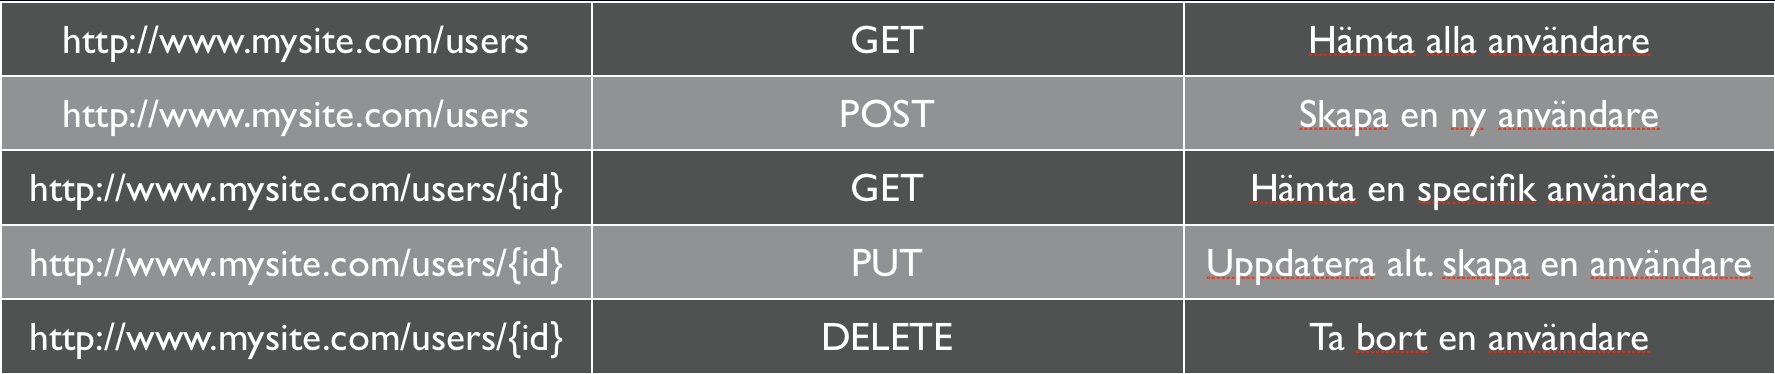 http://www.mysite.com/users GET Hämta alla användare
http://www.mysite.com/users POST Skapa en ny användare
http://www.mysite.com/users/{id} GET Hämta en specifik användare
http://www.mysite.com/users/{id} PUT Uppdatera alt. skapa en användare
http://www.mysite.com/users/{id} DELETE Ta bort en användare